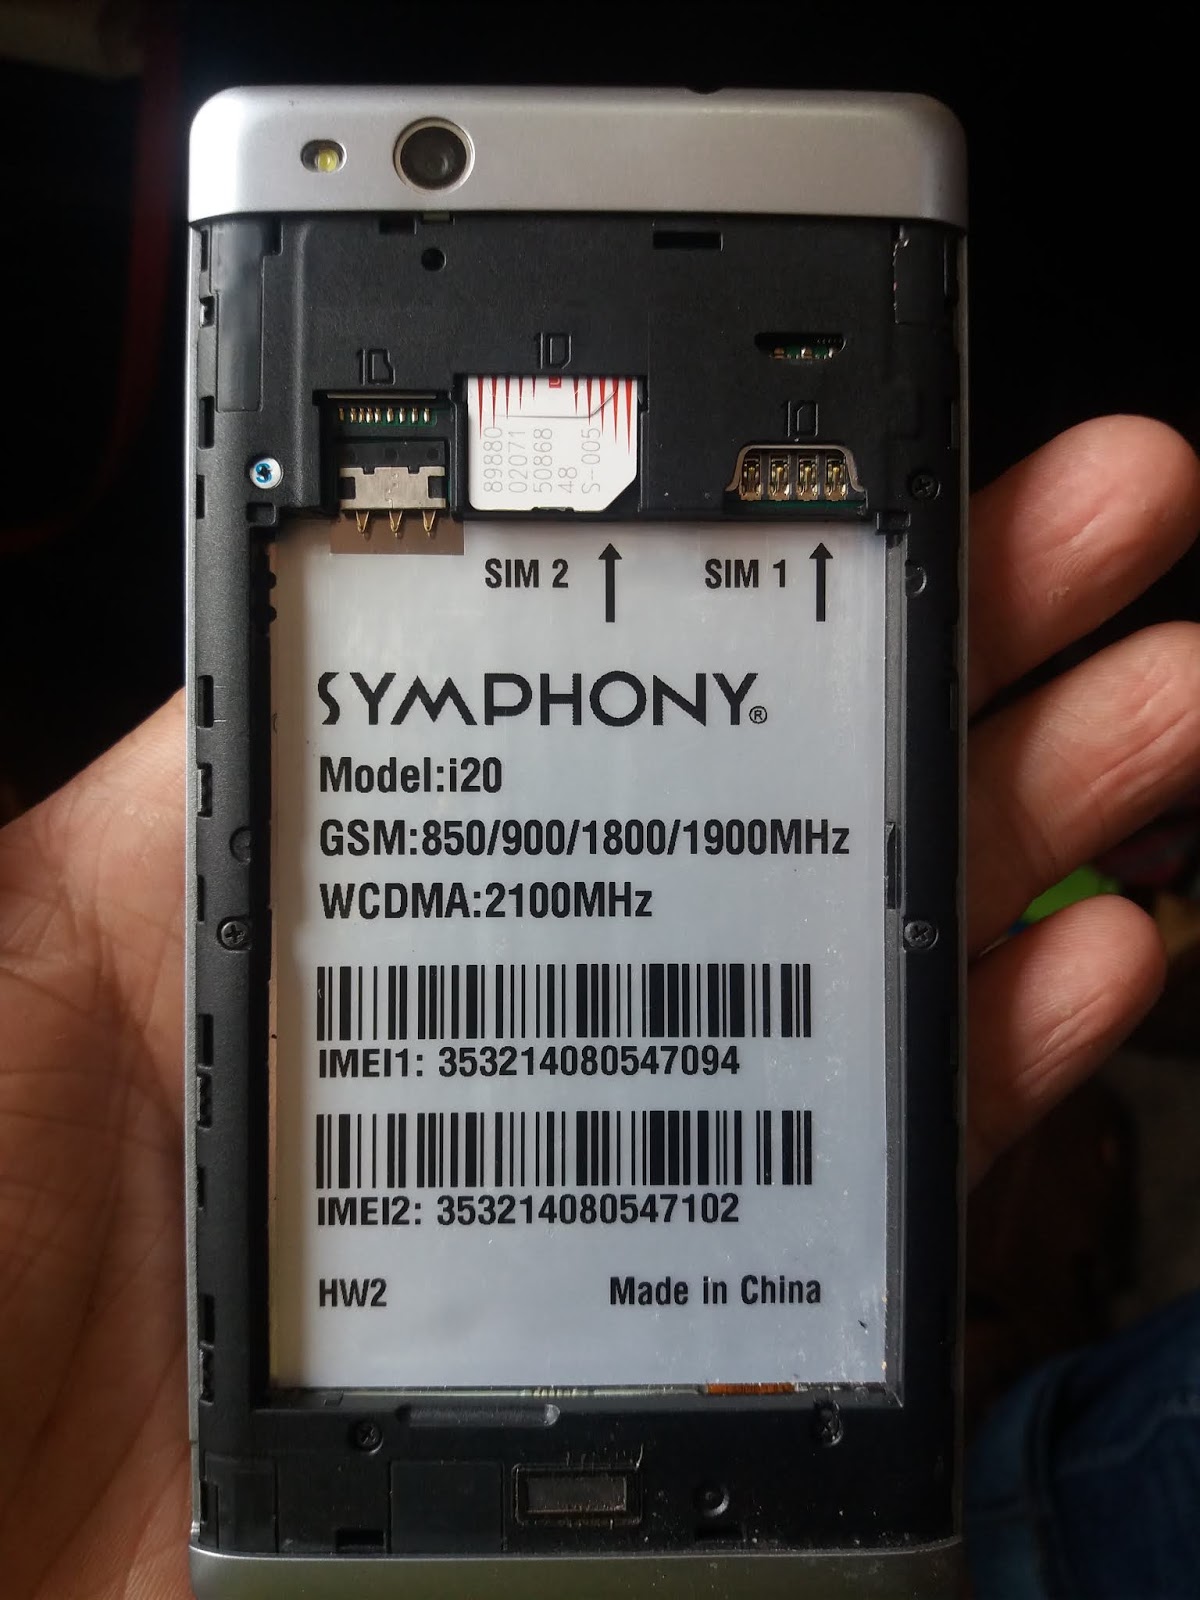 89880
02071
50868
48
S-005
SIM 2
SIM 1
SYMPHONY®
Model:i20
GSM:850/900/1800/1900MHz
WCDMA:2100MHz
IMEI1: 353214080547094
IMEI2: 353214080547102
HW2 Made in China